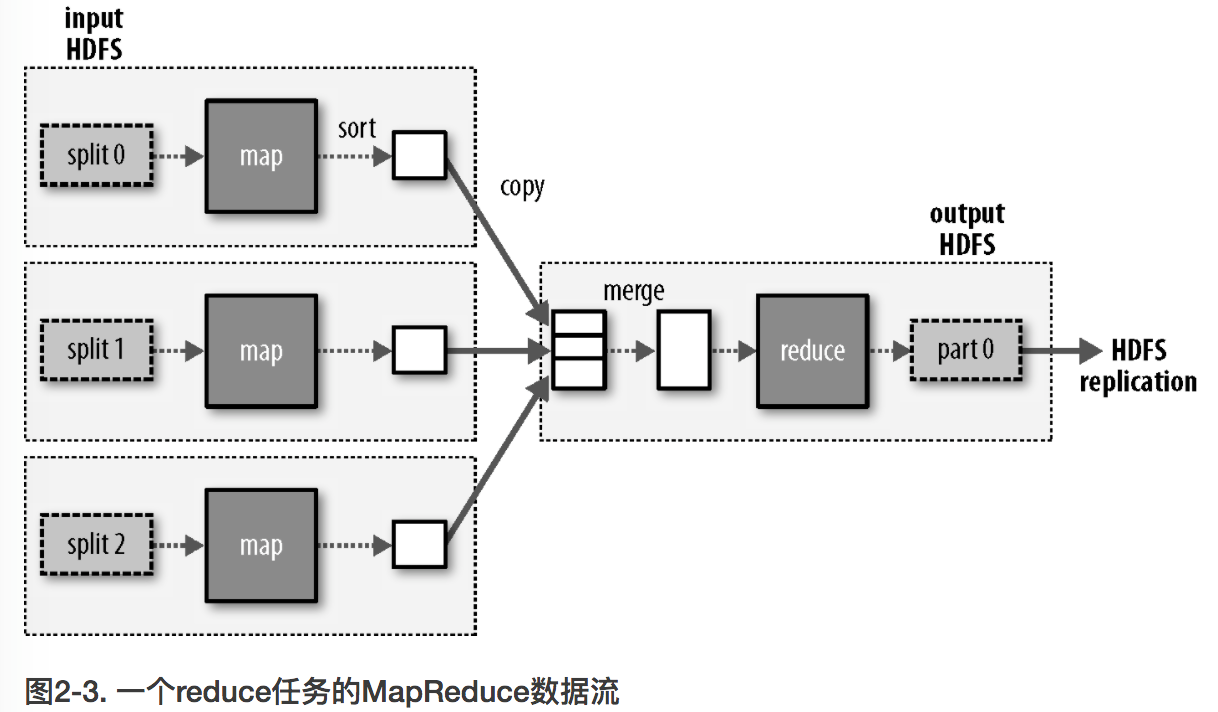 input
HDFS
split 0
map
sort
copy
split 1
map
split 2
map
merge
reduce
output
HDFS
part 0
HDFS
replication
图2-3. 一个reduce任务的MapReduce数据流